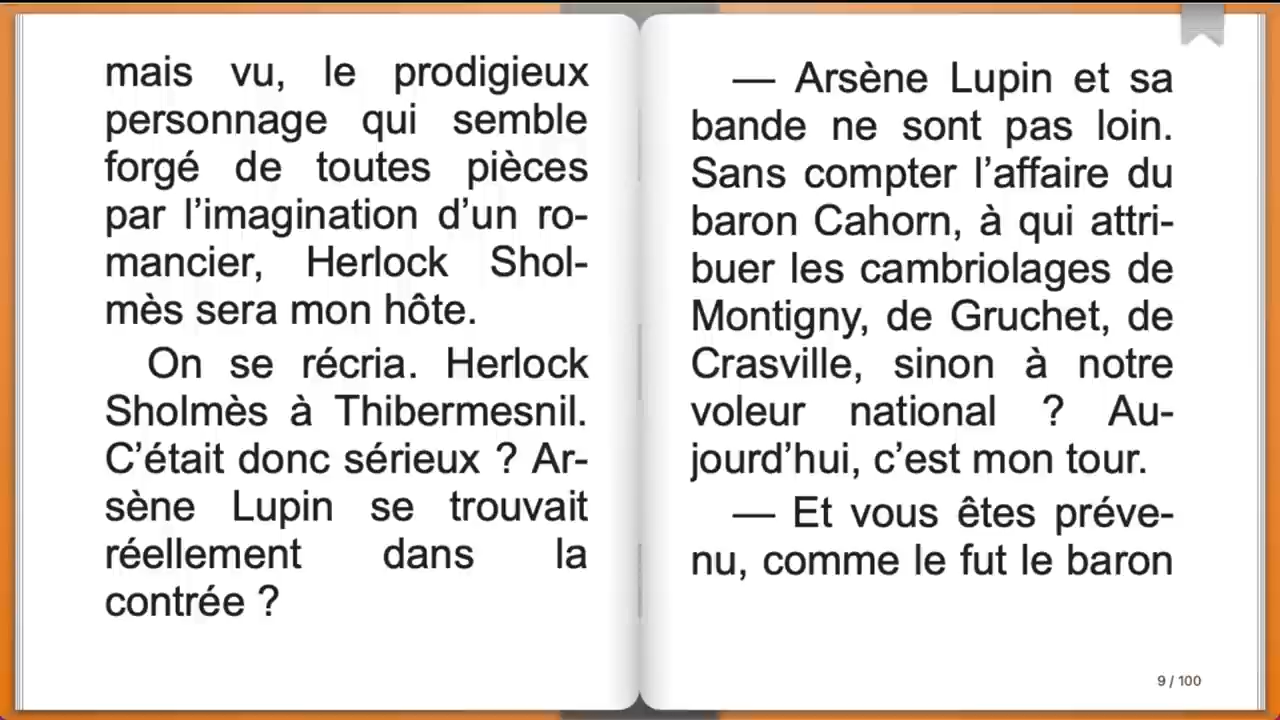 mais vu, le prodigieux
personnage qui semble
forgé de toutes pièces
par l’imagination d’un ro-
mancier, Herlock Shol-
mès sera mon hôte.
On se récria. Herlock
Sholmès à Thibermesnil.
C’était donc sérieux ? Ar-
sène Lupin se trouvait
réellement dans la
contrée ?
— Arsène Lupin et sa
bande ne sont pas loin.
Sans compter l’affaire du
baron Cahorn, à qui attri-
buer les cambriolages de
Montigny, de Gruchet, de
Crasville, sinon à notre
voleur national ? Au-
jourd’hui, c’est mon tour.
— Et vous êtes préve-
nu, comme le fut le baron
9 / 100